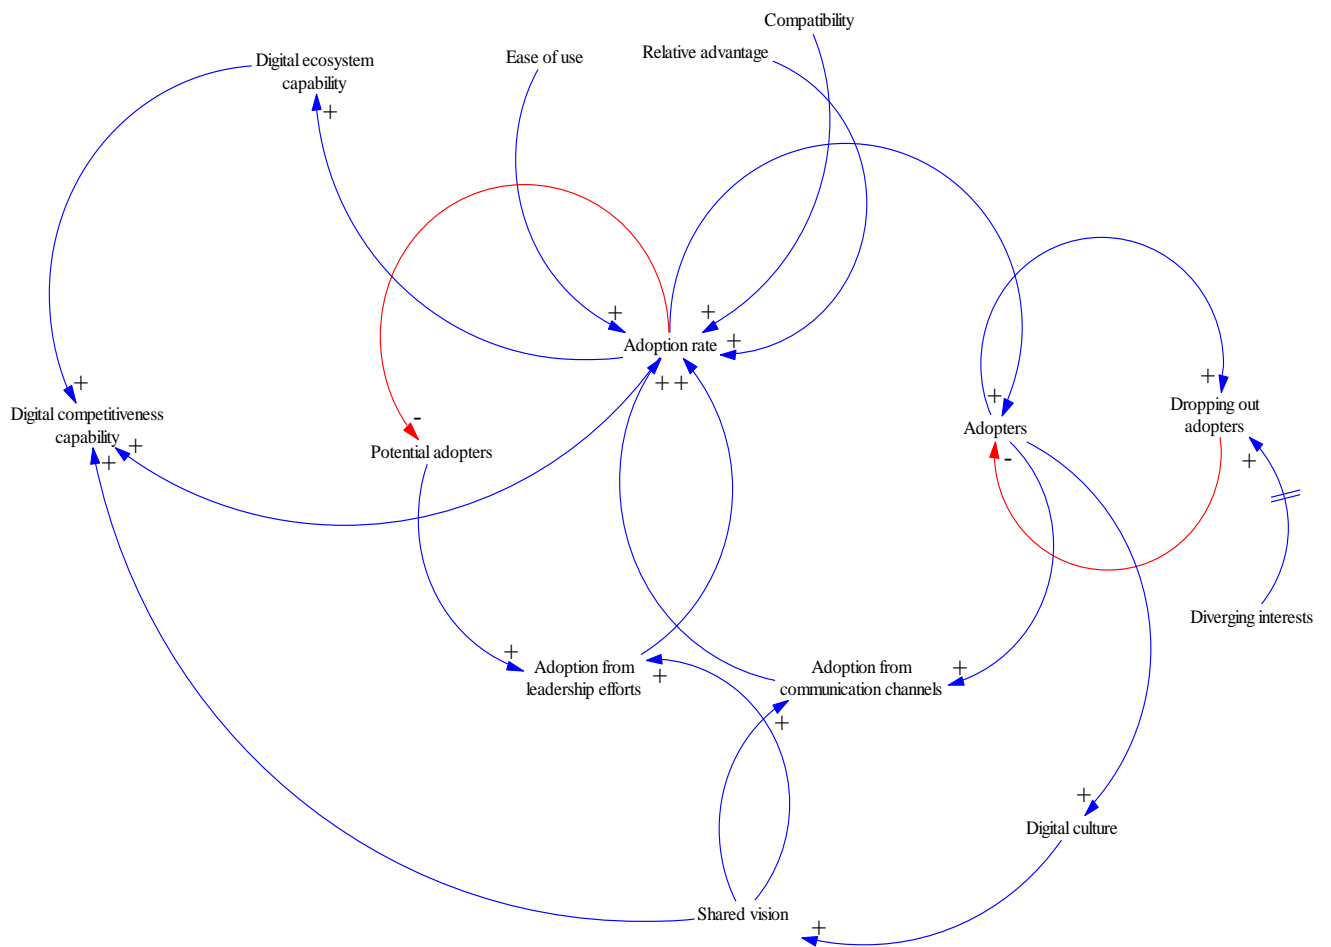 Compatibility
Relative advantage
Ease of use
Digital ecosystem
capability
+
+
+
+
Adoption rate
+
+
+
-
+
+
Digital competitiveness
capability
+
+
Potential adopters
Adopters
-
Dropping out
adopters
+
Diverging interests
+
Adoption from
leadership efforts
+
Adoption from
communication channels
+
+
+
Digital culture
Shared vision
+